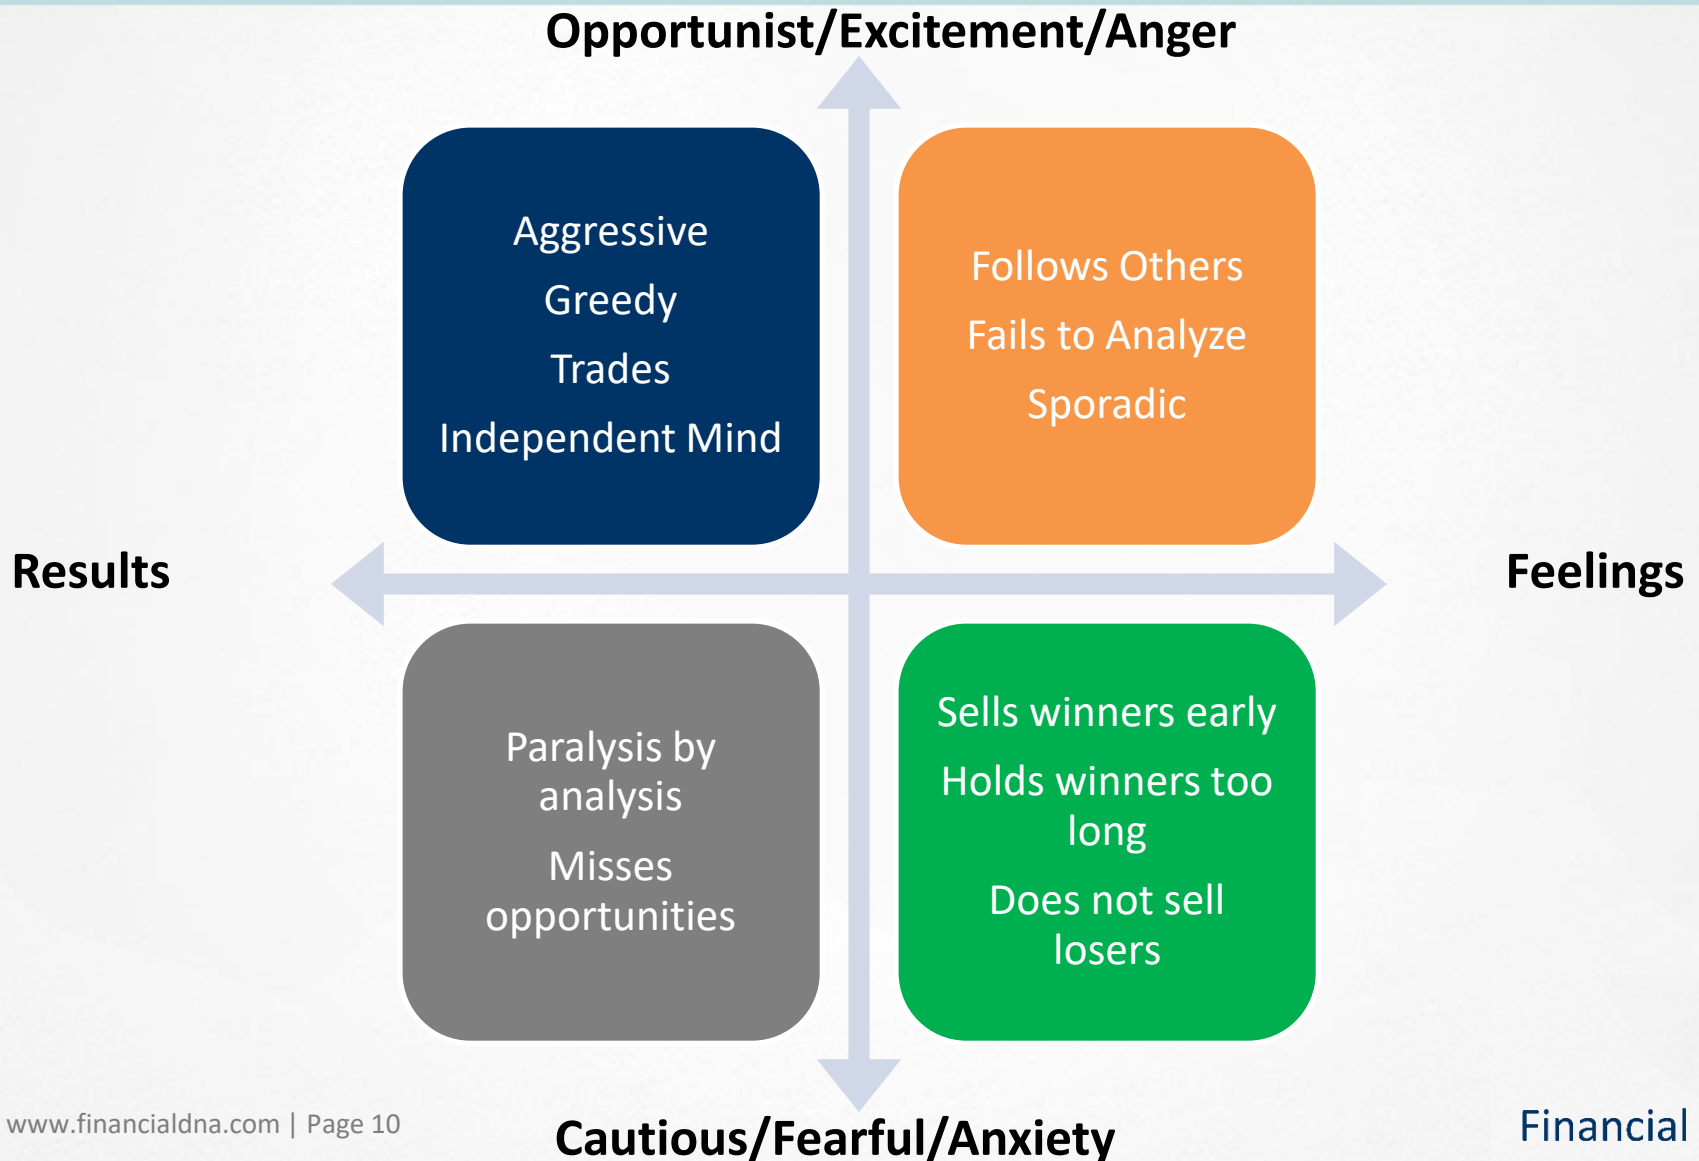 Opportunist/Excitement/Anger
Aggressive
Greedy
Trades
Independent Mind
Follows Others
Fails to Analyze
Sporadic
Results
Feelings
Paralysis by
analysis
Misses
opportunities
Sells winners early
Holds winners too
long
Does not sell
losers
www.financialdna.com | Page 10
Cautious/Fearful/Anxiety
Financial